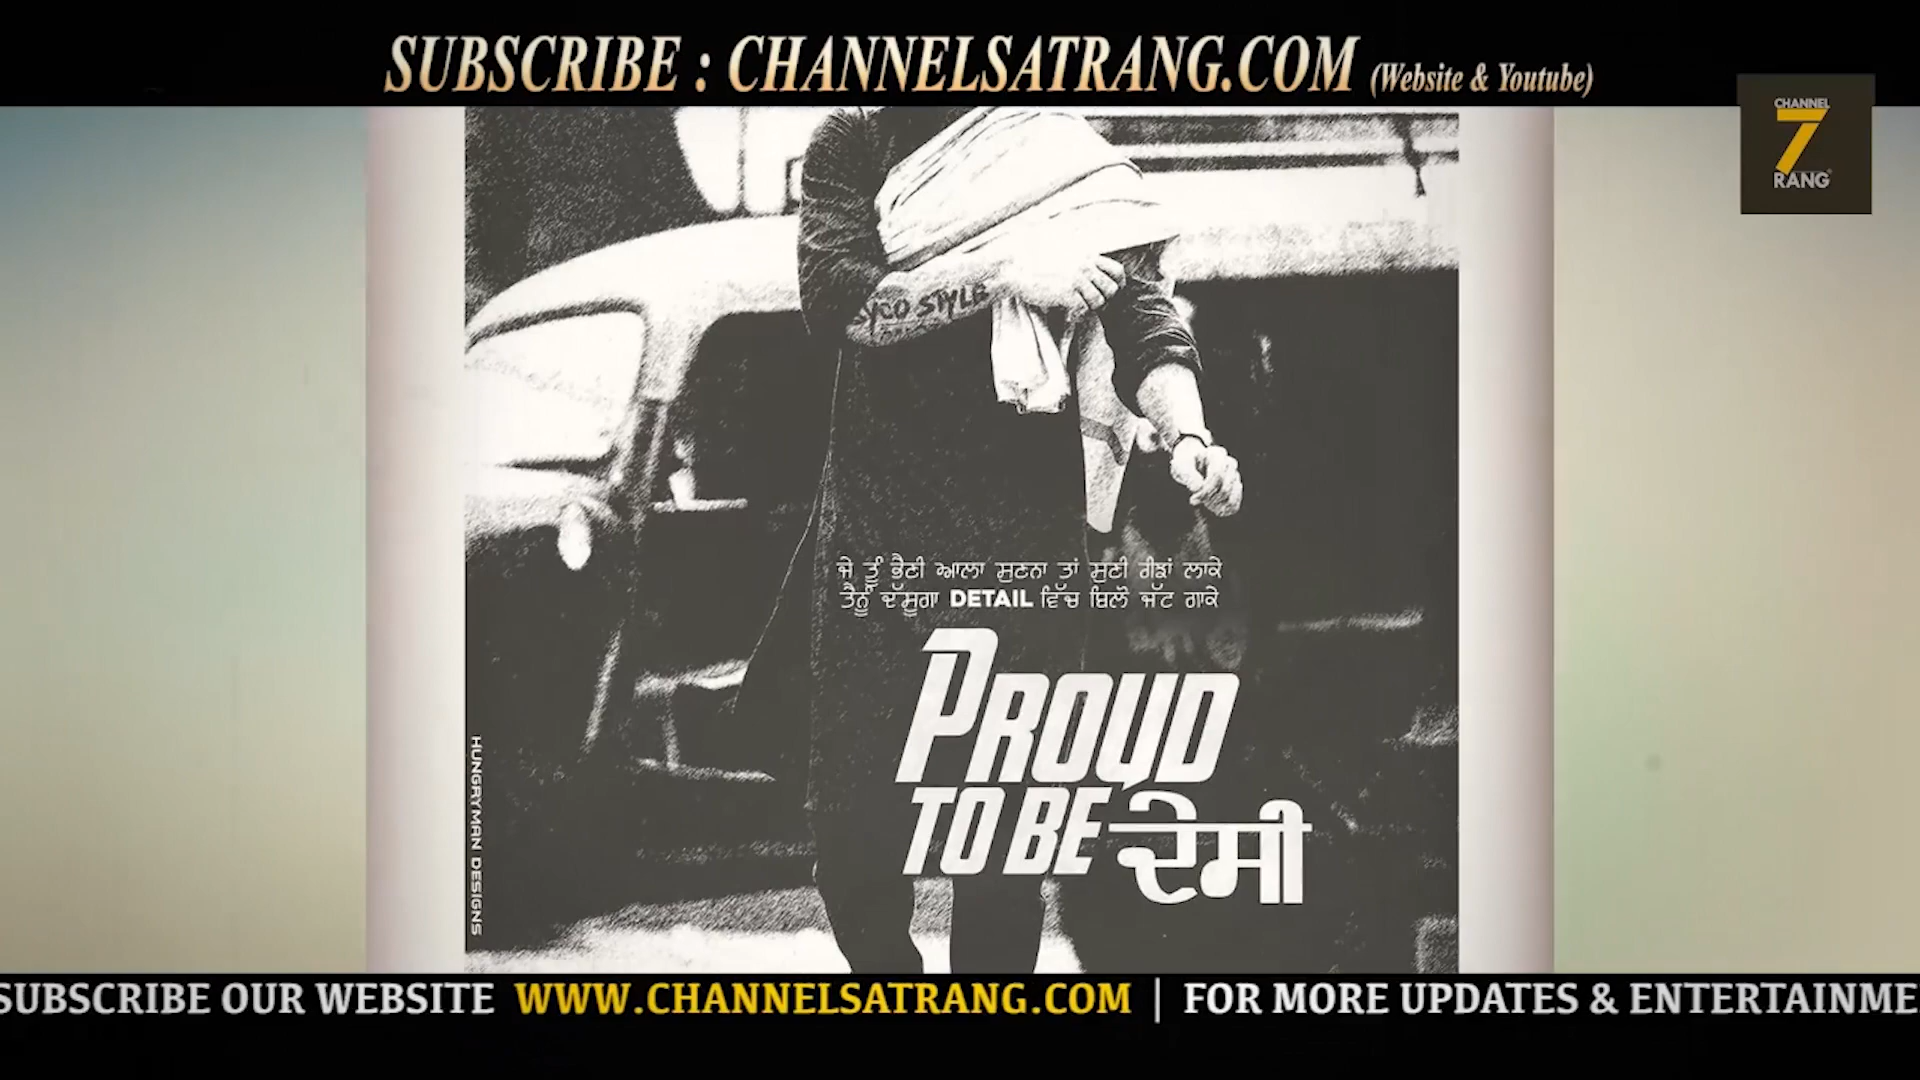 SUBSCRIBE : CHANNELSATRANG.COM (Website & Youtube)
CHANNEL
7
RANG
YCO STYLE
ਜੇ ਤੂੰ ਭੈਣੀ ਆਲਾ ਸੁਣਨਾ ਤਾਂ ਸੁਣੀ ਰੀਝਾਂ ਲਾਕੇ
ਤੈਨੂੰ ਦੱਸੂਗਾ DETAIL ਵਿੱਚ ਬਿਲੋ ਜੱਟ ਗਾਕੇ
PROUD
TO BE ਦੇਸੀ
HUNGRYMAN DESIGNS
SUBSCRIBE OUR WEBSITE WWW.CHANNELSATRANG.COM | FOR MORE UPDATES & ENTERTAINME